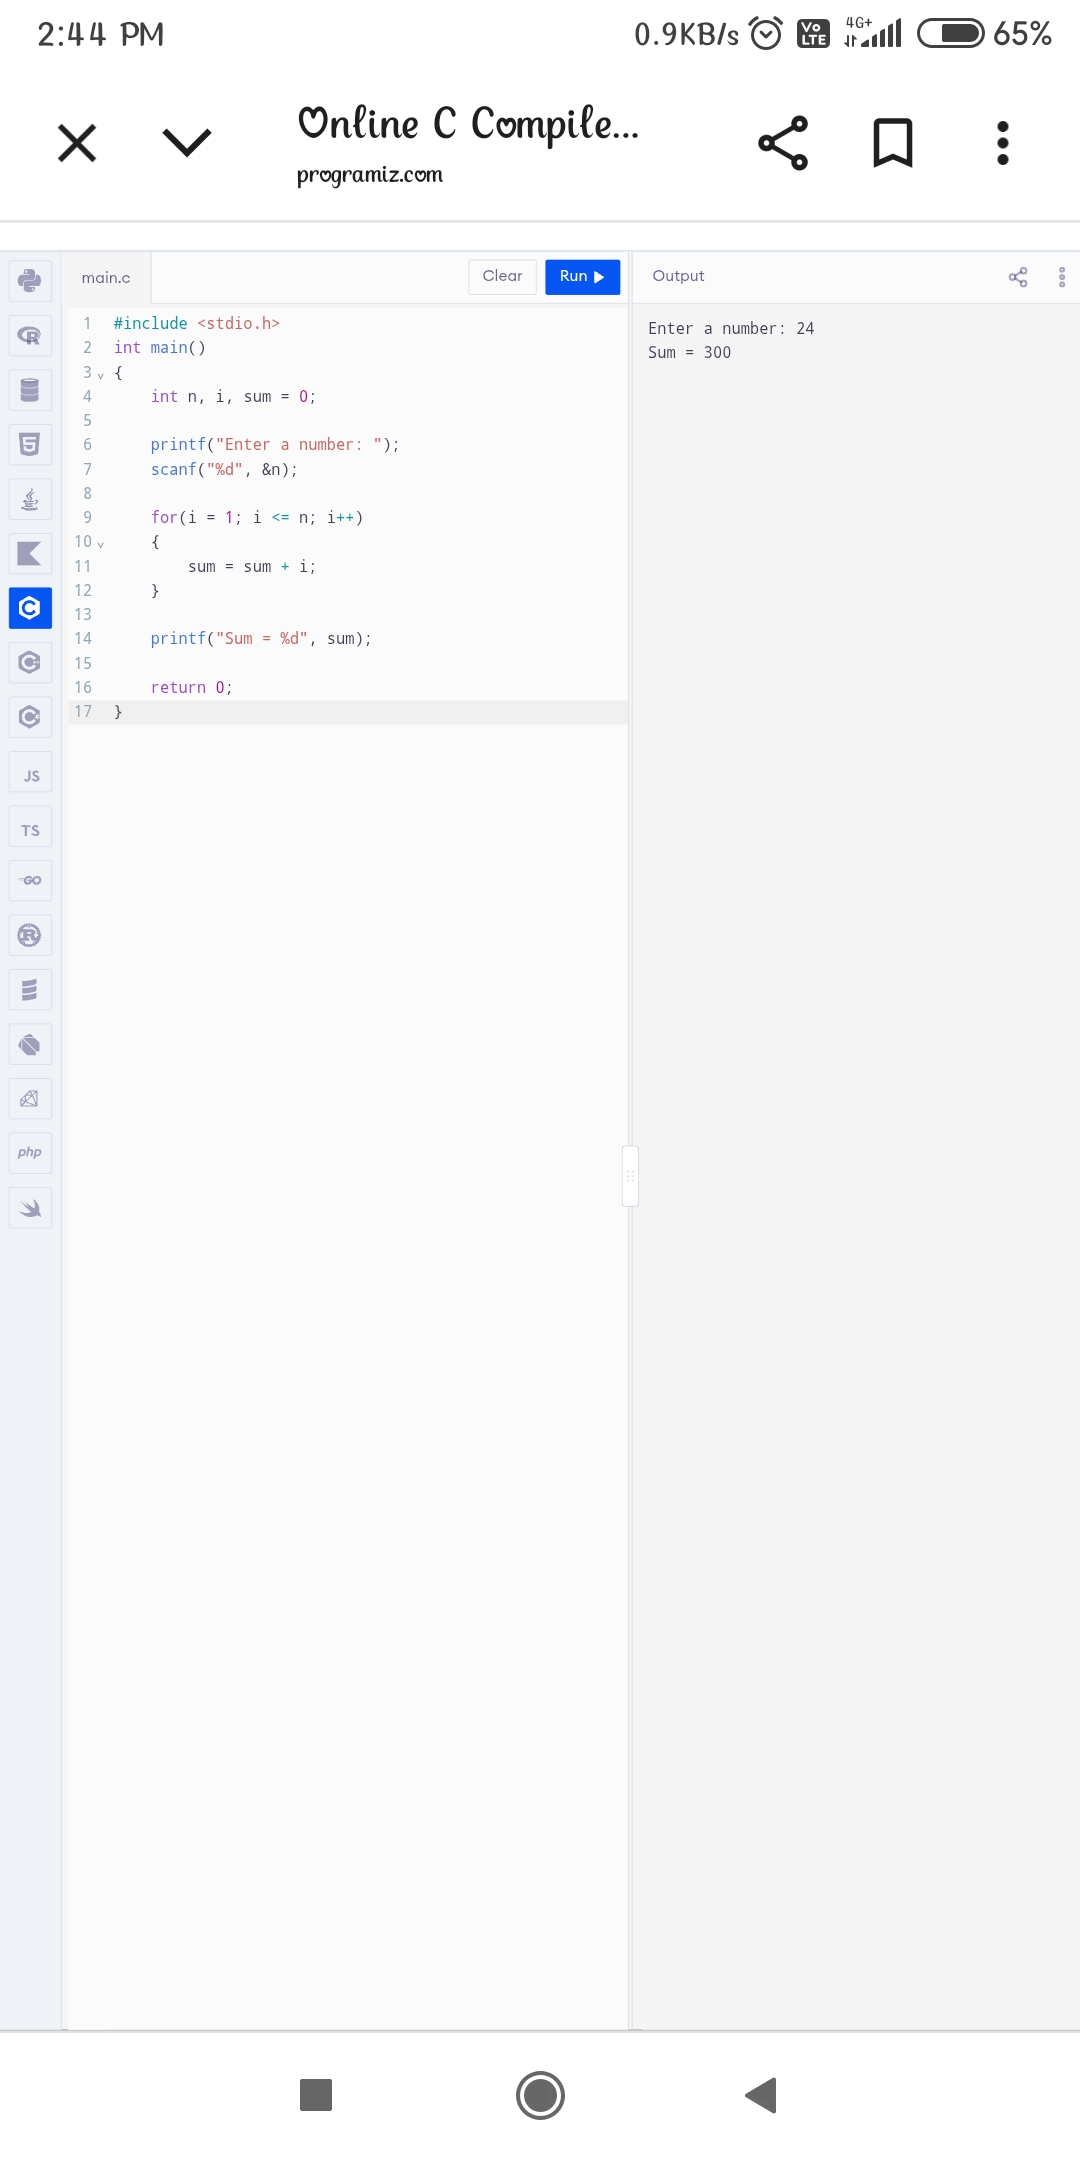 2:44 PM 0.9KB/s Vo LTE 4G+ 65%
Online C Compile...
programiz.com
main.c Clear Run Output
1 #include <stdio.h>
2 int main()
3 {
4     int n, i, sum = 0;
5
6     printf("Enter a number: ");
7     scanf("%d", &n);
8
9     for(i = 1; i <= n; i++)
10     {
11         sum = sum + i;
12     }
13
14     printf("Sum = %d", sum);
15
16     return 0;
17 }
Enter a number: 24
Sum = 300
R
5
C
C
C
JS
TS
GO
R
php